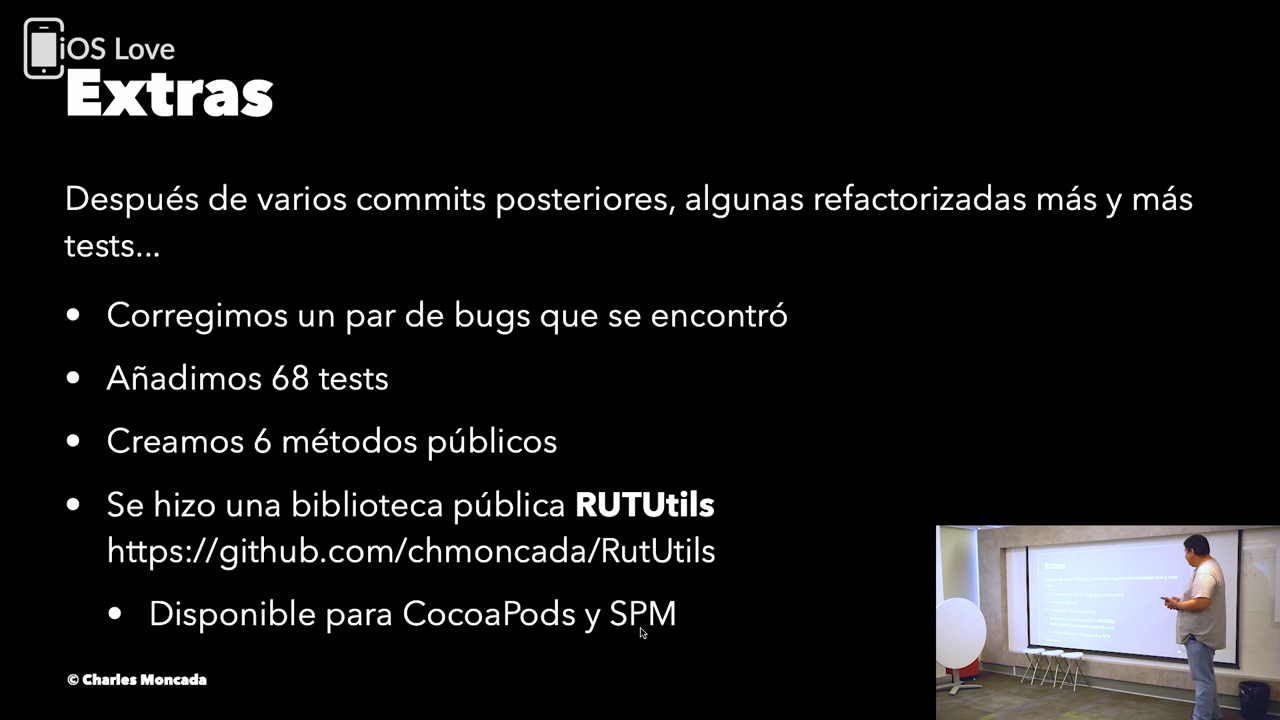 iOS Love
Extras
Después de varios commits posteriores, algunas refactorizadas más y más
tests...
• Corregimos un par de bugs que se encontró
• Añadimos 68 tests
• Creamos 6 métodos públicos
• Se hizo una biblioteca pública RUTUtils
https://github.com/chmoncada/RutUtils
• Disponible para CocoaPods y SPM
© Charles Moncada
Extras